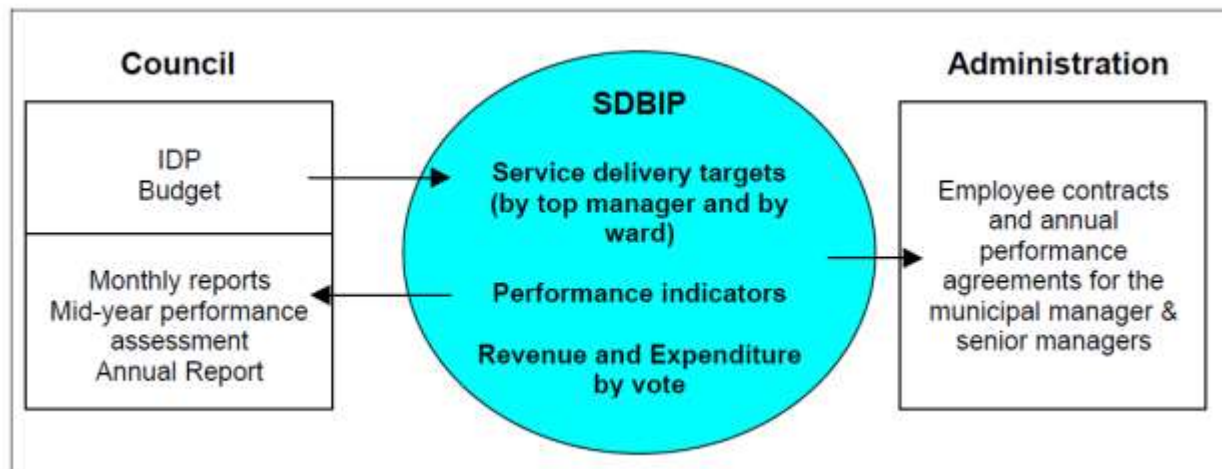 Council
IDP
Budget
Monthly reports
Mid-year performance
assessment
Annual Report
SDBIP
Service delivery targets
(by top manager and by
ward)
Performance indicators
Revenue and Expenditure
by vote
Administration
Employee contracts
and annual
performance
agreements for the
municipal manager &
senior managers